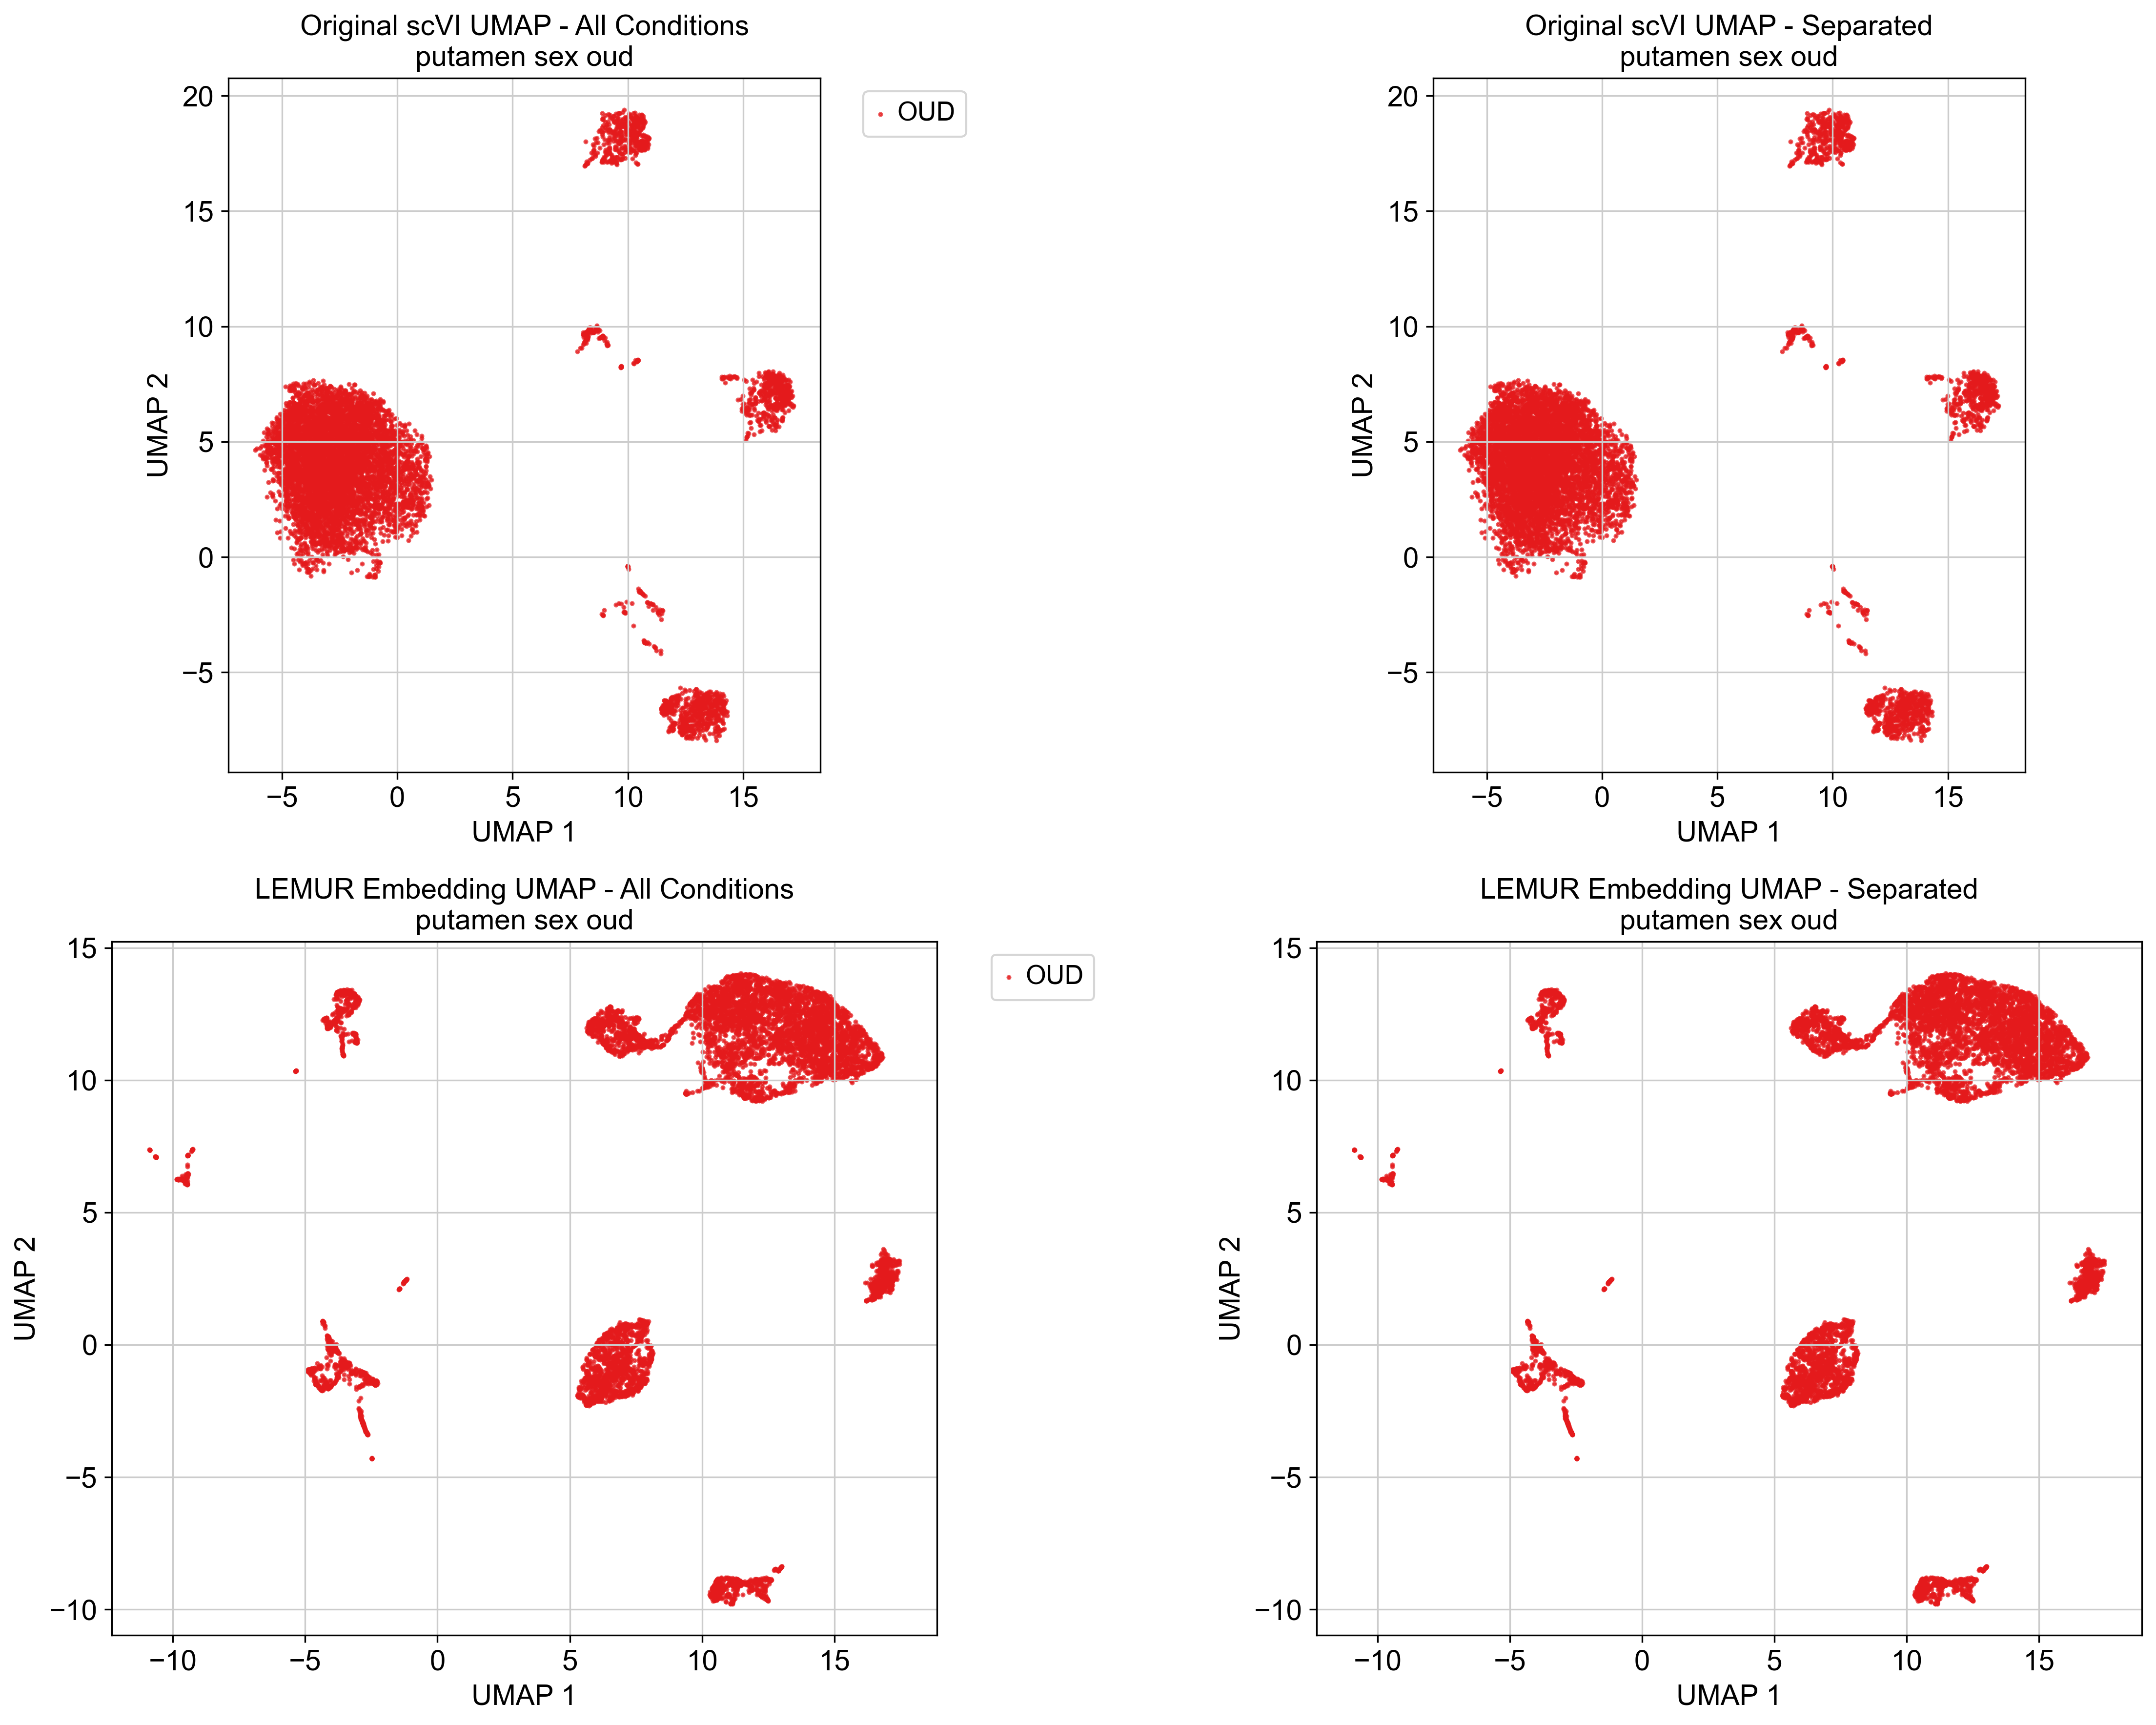 Original scVI UMAP - All Conditions
putamen sex oud
20
15
10
5
0
−5
UMAP 2
−5 0 5 10 15
UMAP 1
OUD
Original scVI UMAP - Separated
putamen sex oud
20
15
10
5
0
−5
UMAP 2
−5 0 5 10 15
UMAP 1
LEMUR Embedding UMAP - All Conditions
putamen sex oud
15
10
5
0
−5
−10
UMAP 2
−10 −5 0 5 10 15
UMAP 1
OUD
LEMUR Embedding UMAP - Separated
putamen sex oud
15
10
5
0
−5
−10
UMAP 2
−10 −5 0 5 10 15
UMAP 1